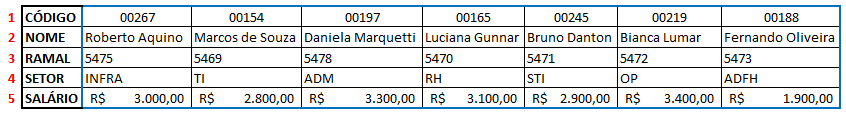 1 CÓDIGO 00267 00154 00197 00165 00245 00219 00188
2 NOME Roberto Aquino Marcos de Souza Daniela Marquetti Luciana Gunnar Bruno Danton Bianca Lumar Fernando Oliveira
3 RAMAL 5475 5469 5478 5470 5471 5472 5473
4 SETOR INFRA TI ADM RH STI OP ADFH
5 SALÁRIO R$ 3.000,00 R$ 2.800,00 R$ 3.300,00 R$ 3.100,00 R$ 2.900,00 R$ 3.400,00 R$ 1.900,00